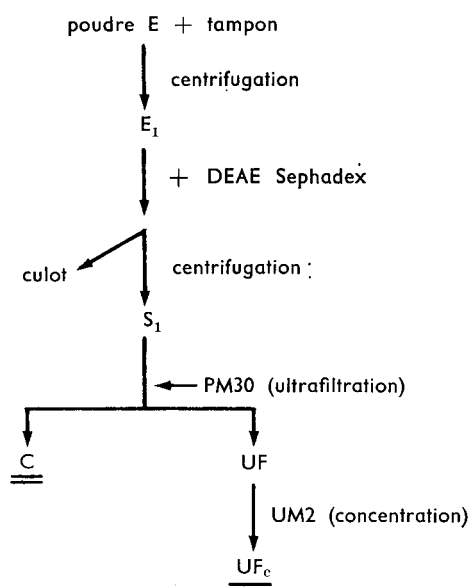 poudre E + tampon
centrifugation
E₁
+ DEAE Sephadex
culot
centrifugation :
S₁
PM30 (ultrafiltration)
C
UF
UM2 (concentration)
UFc